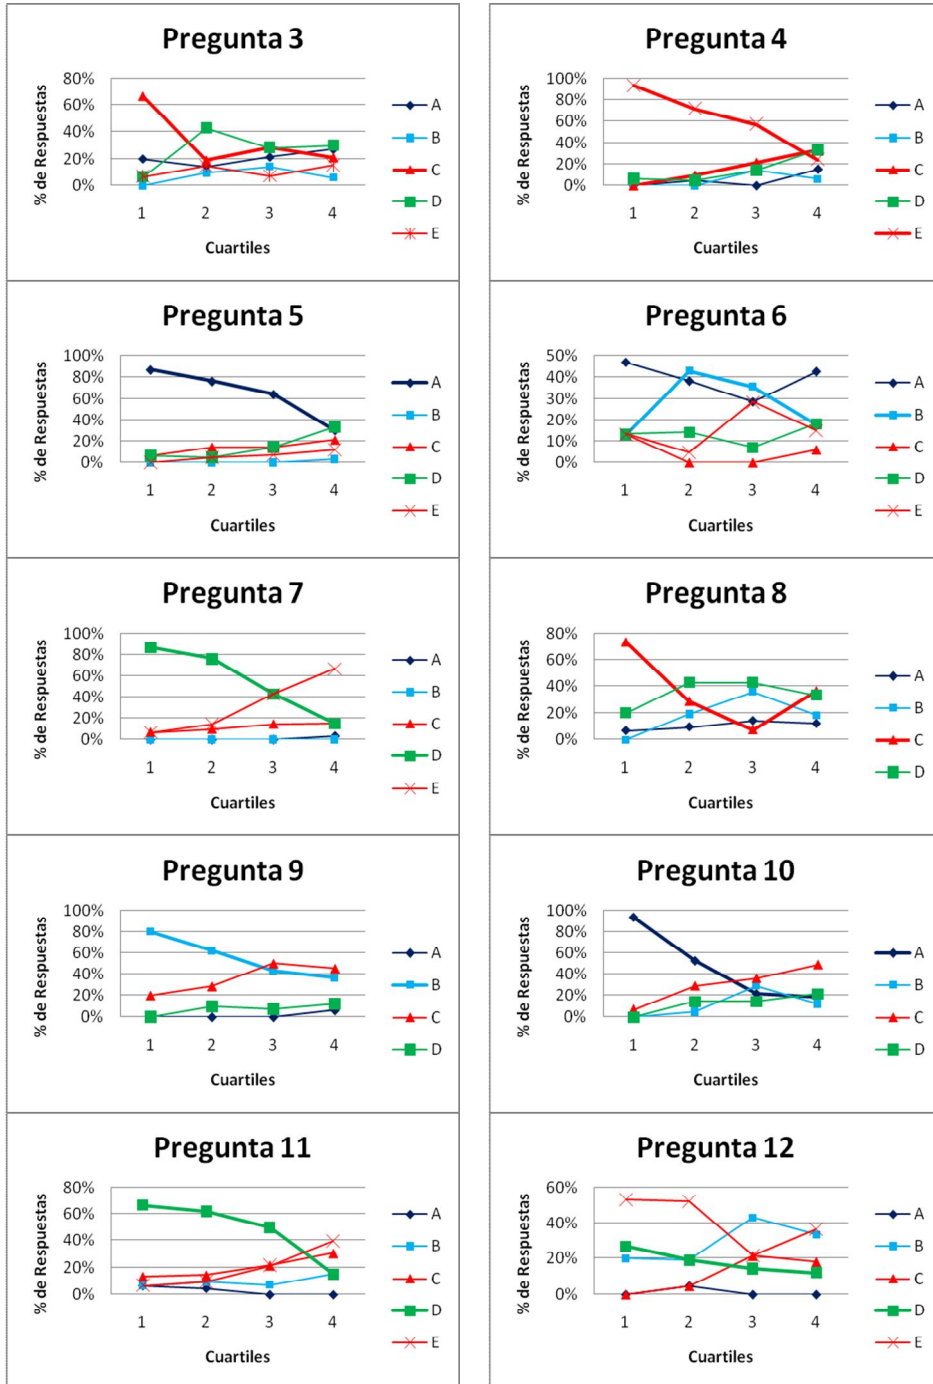 Pregunta 3
% de Respuestas
80%
60%
40%
20%
0%
1 2 3 4
Cuartiles
A
B
C
D
E
Pregunta 4
% de Respuestas
100%
80%
60%
40%
20%
0%
1 2 3 4
Cuartiles
A
B
C
D
E
Pregunta 5
% de Respuestas
100%
80%
60%
40%
20%
0%
1 2 3 4
Cuartiles
A
B
C
D
E
Pregunta 6
% de Respuestas
50%
40%
30%
20%
10%
0%
1 2 3 4
Cuartiles
A
B
C
D
E
Pregunta 7
% de Respuestas
100%
80%
60%
40%
20%
0%
1 2 3 4
Cuartiles
A
B
C
D
E
Pregunta 8
% de Respuestas
80%
60%
40%
20%
0%
1 2 3 4
Cuartiles
A
B
C
D
Pregunta 9
% de Respuestas
100%
80%
60%
40%
20%
0%
1 2 3 4
Cuartiles
A
B
C
D
Pregunta 10
% de Respuestas
100%
80%
60%
40%
20%
0%
1 2 3 4
Cuartiles
A
B
C
D
Pregunta 11
% de Respuestas
80%
60%
40%
20%
0%
1 2 3 4
Cuartiles
A
B
C
D
E
Pregunta 12
% de Respuestas
60%
40%
20%
0%
1 2 3 4
Cuartiles
A
B
C
D
E